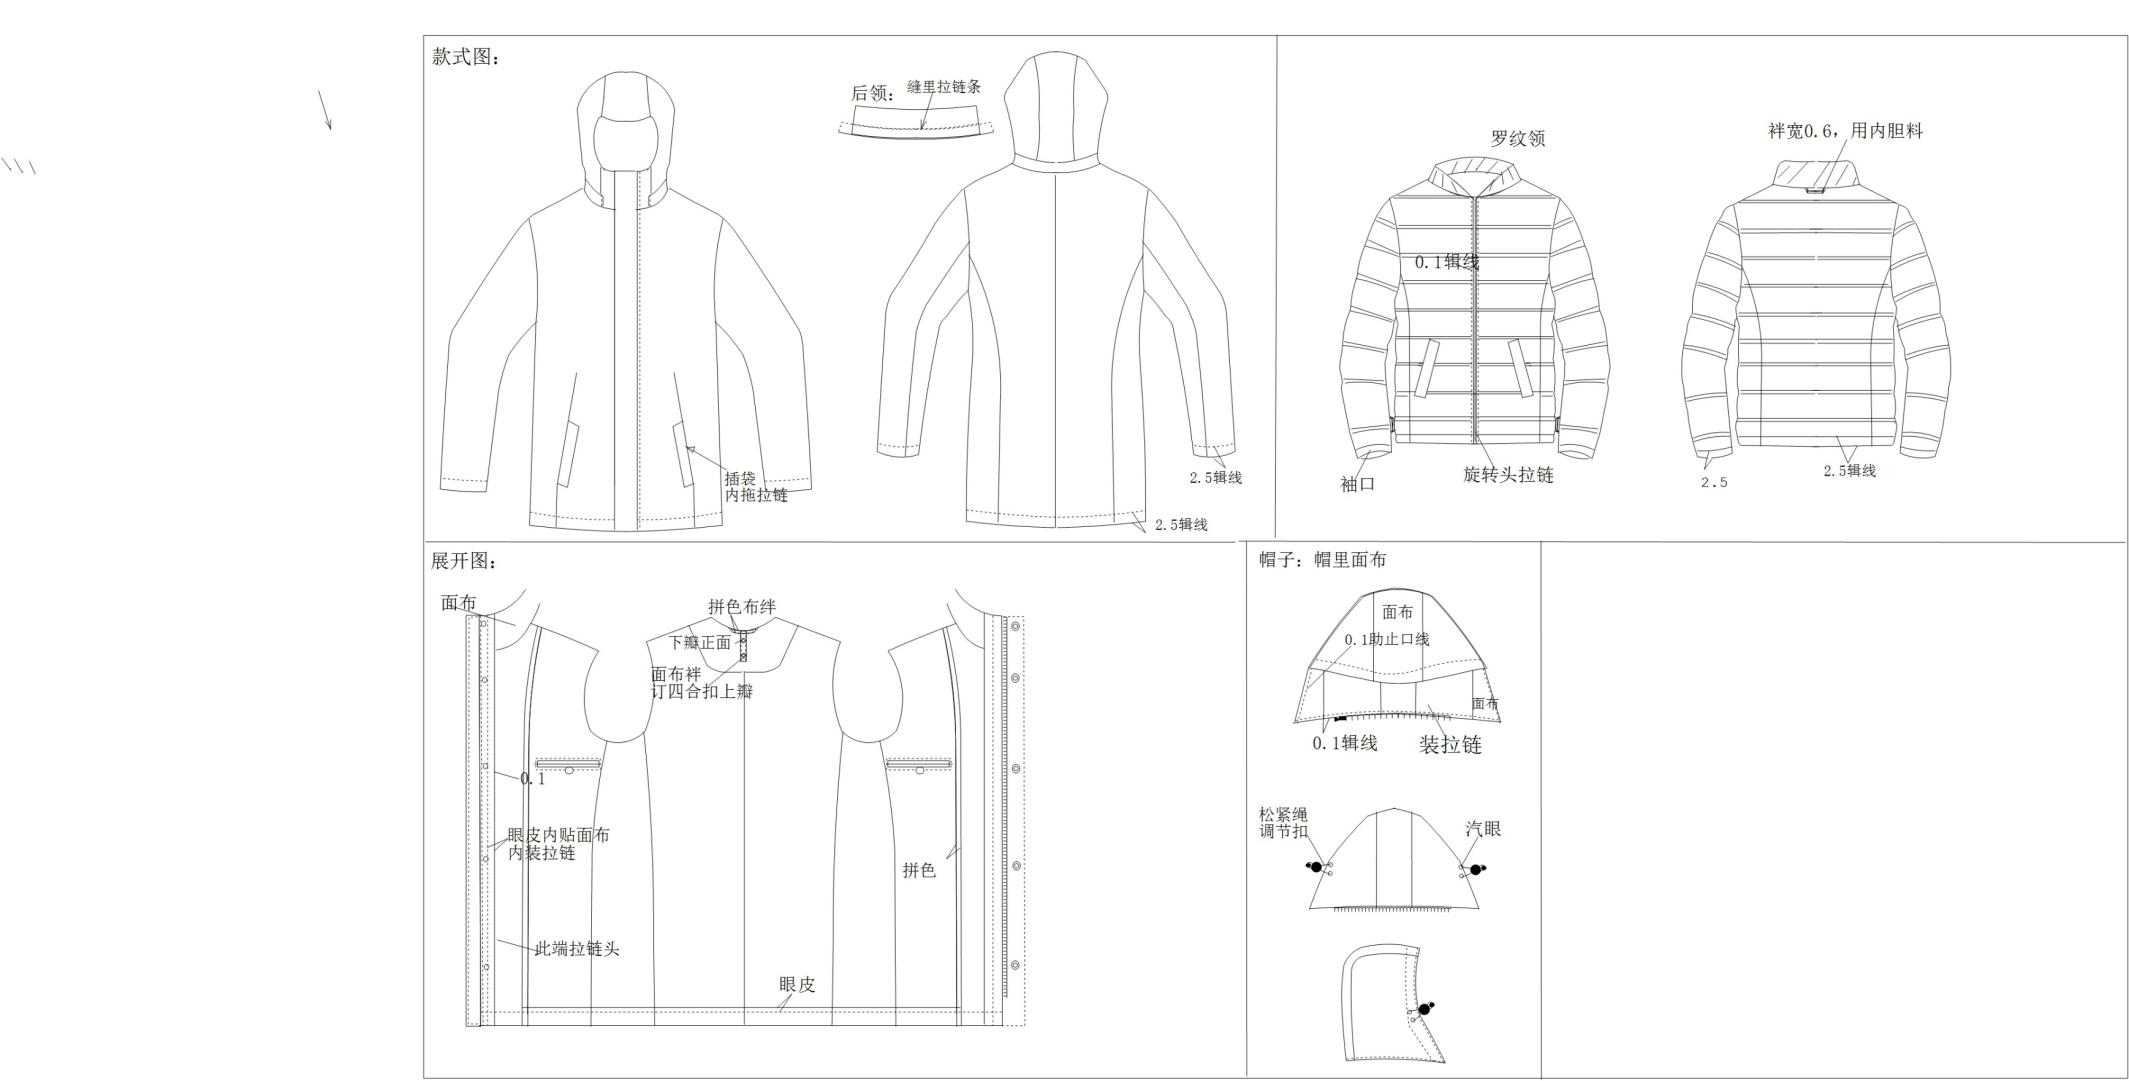 款式图：
后领：
缝里拉链条
插袋
内拖拉链
2.5辑线
2.5辑线
罗纹领
0.1辑线
袖口
旋转头拉链
袢宽0.6，用内胆料
2.5
2.5辑线
展开图：
面布
拼色布绊
下瓣正面
面布袢
订四合扣上瓣
0.1
眼皮内贴面布
内装拉链
此端拉链头
拼色
眼皮
帽子：帽里面布
面布
0.1助止口线
面布
0.1辑线
装拉链
松紧绳
调节扣
汽眼